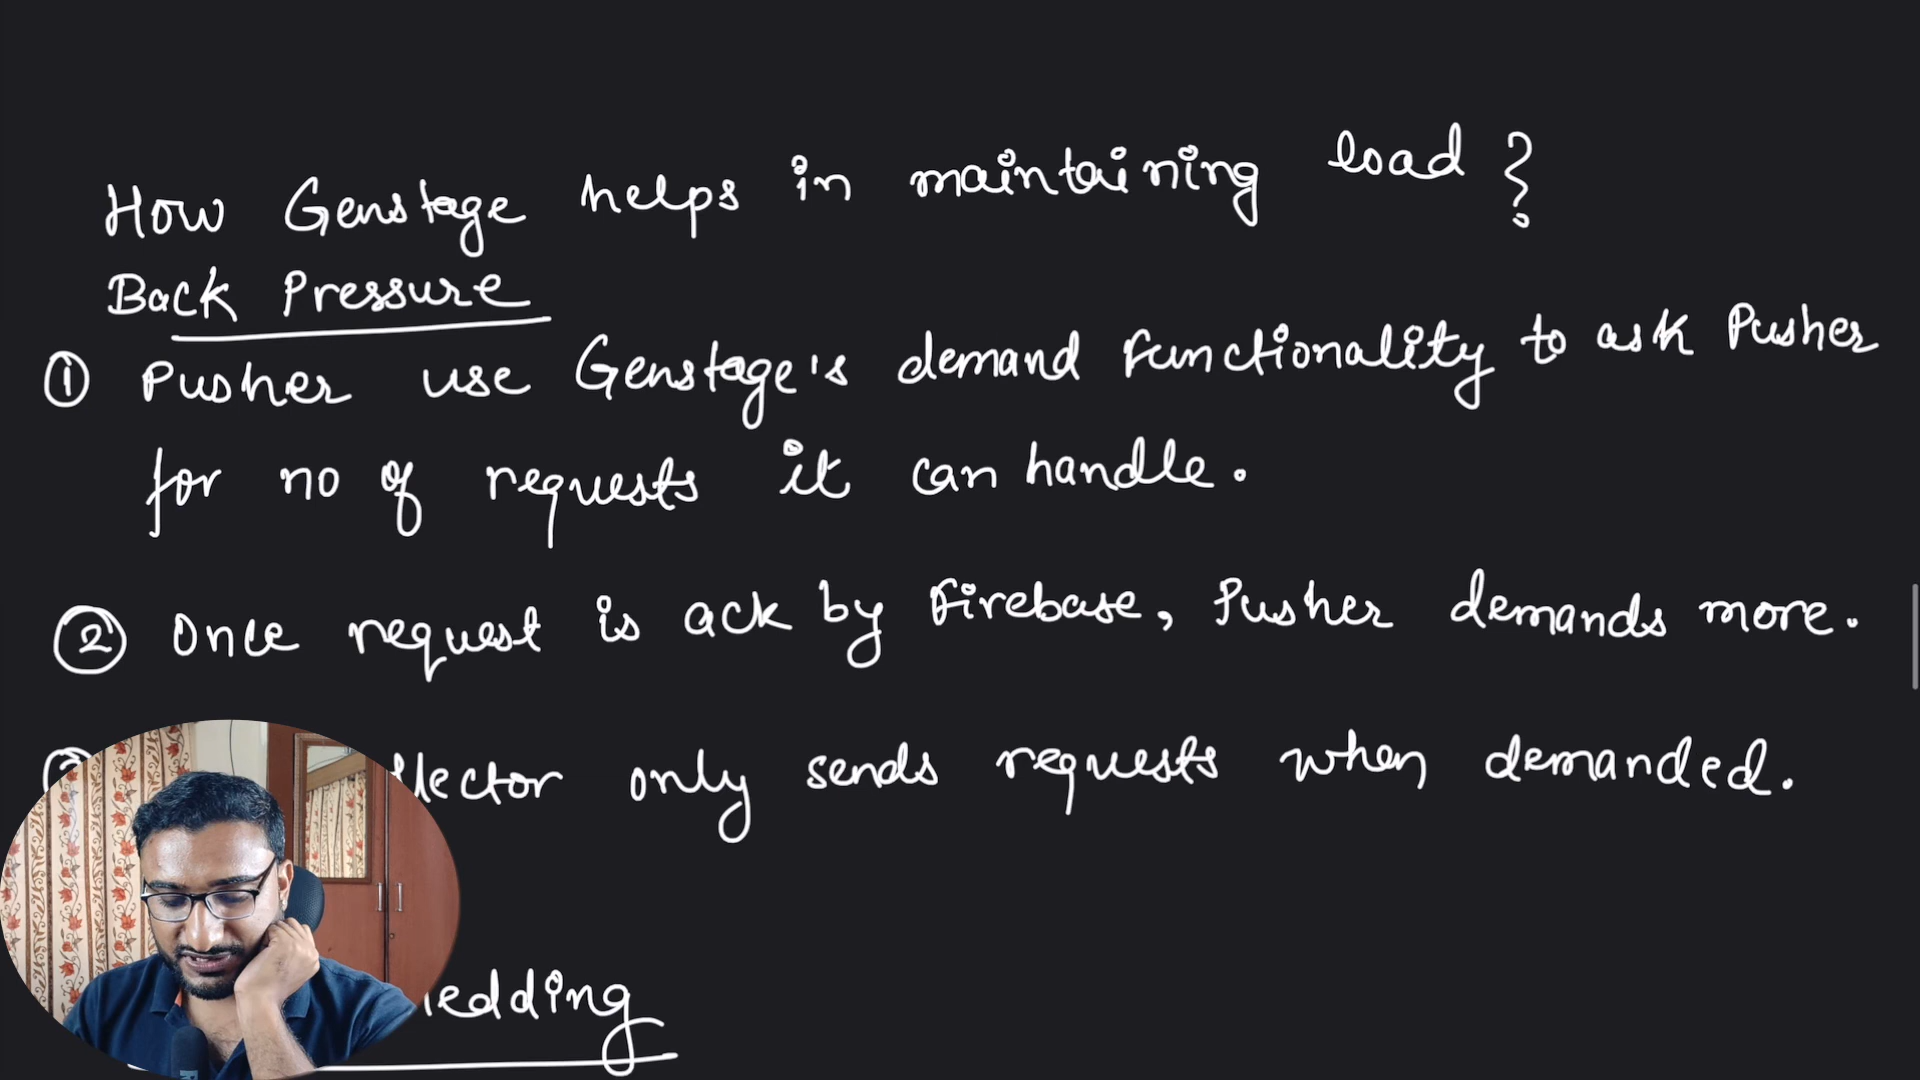 How Genstage helps in maintaining load ?
Back Pressure
① Pusher use Genstage's demand functionality to ask Pusher
for no of requests it can handle.
② Once request is ack by Firebase, Pusher demands more.
only sends requests when demanded.